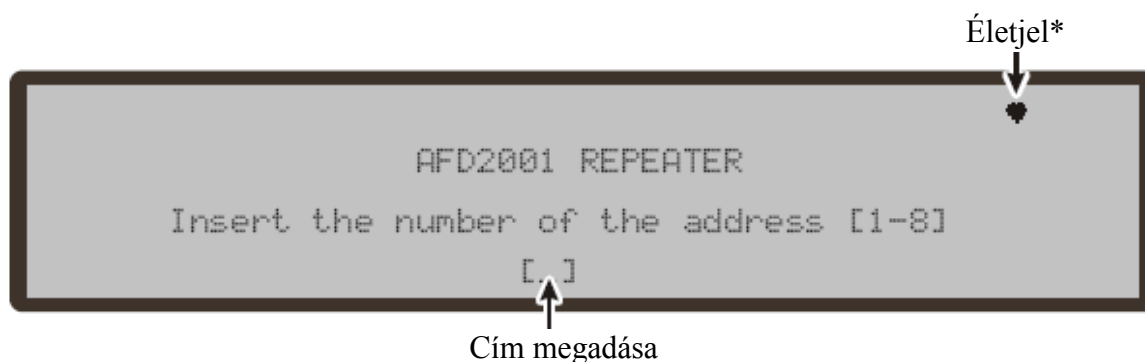 Életjel*
AFD2001 REPEATER
Insert the number of the address [1-8]
[_]
Cím megadása